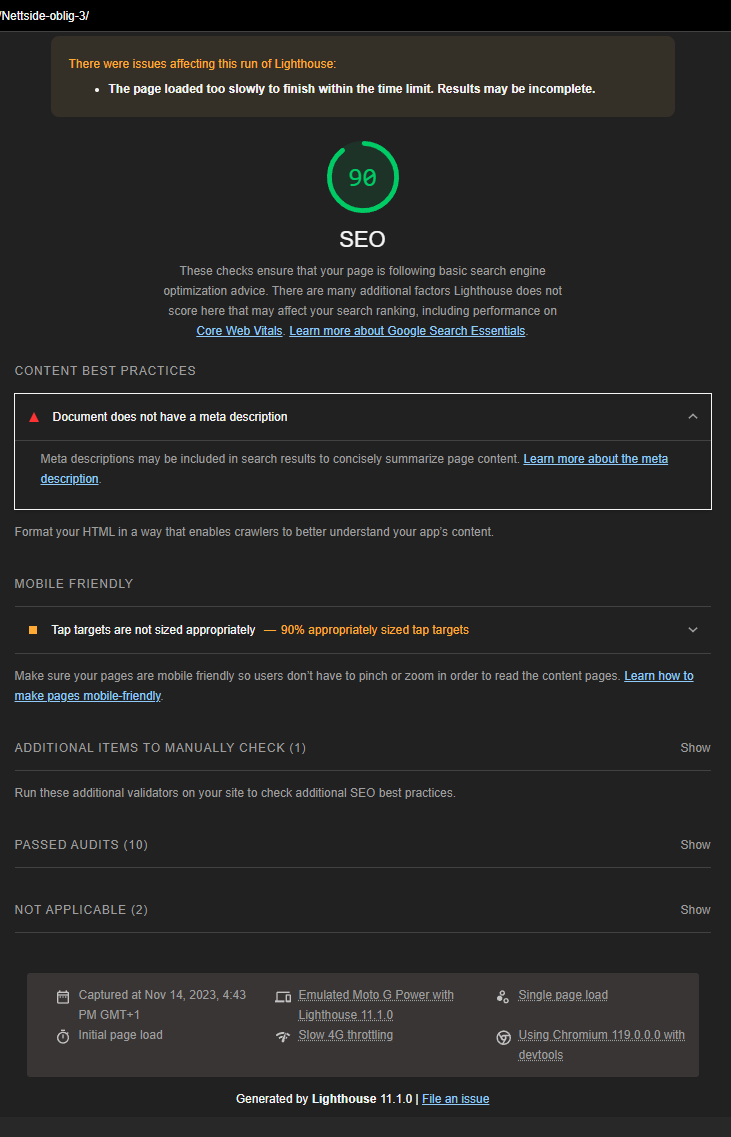 /Nettside-oblig-3/
There were issues affecting this run of Lighthouse:
• The page loaded too slowly to finish within the time limit. Results may be incomplete.
90
SEO
These checks ensure that your page is following basic search engine
optimization advice. There are many additional factors Lighthouse does not
score here that may affect your search ranking, including performance on
Core Web Vitals. Learn more about Google Search Essentials.
CONTENT BEST PRACTICES
Document does not have a meta description
Meta descriptions may be included in search results to concisely summarize page content. Learn more about the meta
description.
Format your HTML in a way that enables crawlers to better understand your app's content.
MOBILE FRIENDLY
Tap targets are not sized appropriately — 90% appropriately sized tap targets
Make sure your pages are mobile friendly so users don't have to pinch or zoom in order to read the content pages. Learn how to
make pages mobile-friendly.
ADDITIONAL ITEMS TO MANUALLY CHECK (1) Show
Run these additional validators on your site to check additional SEO best practices.
PASSED AUDITS (10) Show
NOT APPLICABLE (2) Show
Captured at Nov 14, 2023, 4:43
PM GMT+1
Initial page load
Emulated Moto G Power with
Lighthouse 11.1.0
Slow 4G throttling
Single page load
Using Chromium 119.0.0.0 with
devtools
Generated by Lighthouse 11.1.0 | File an issue